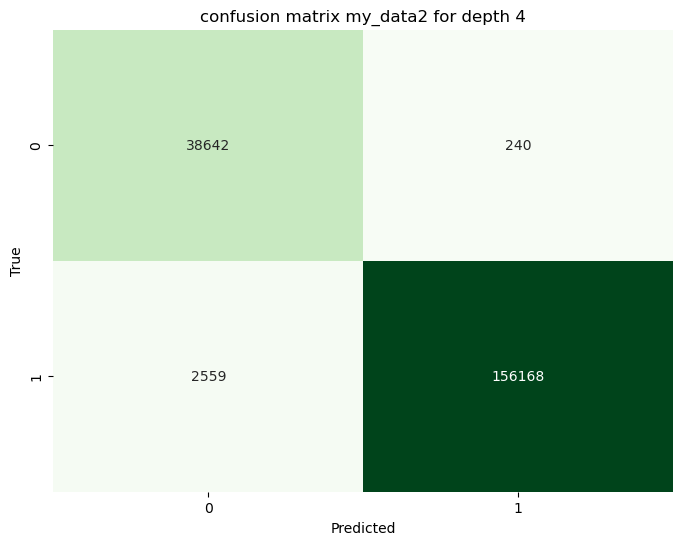 confusion matrix my_data2 for depth 4
38642
240
0
True
2559
156168
1
0
1
Predicted